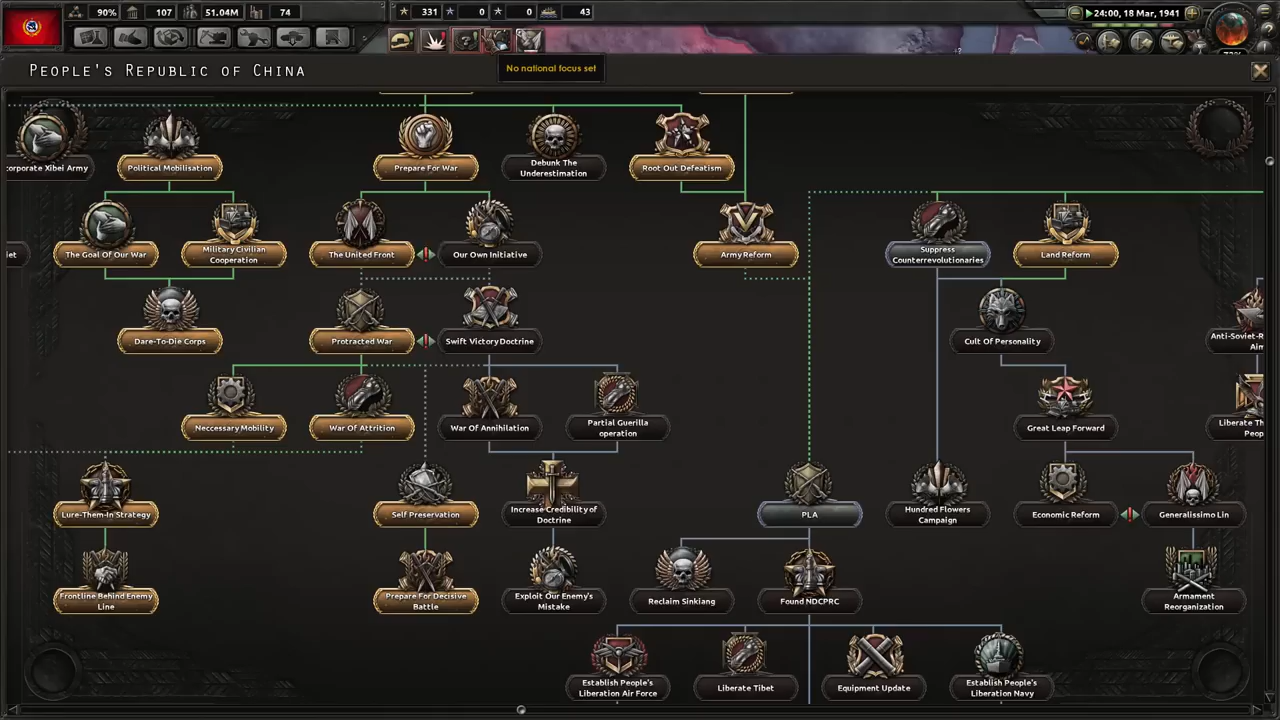 90%
107
51.04M
74
331
0
0
43
24:00, 18 Mar, 1941
No national focus set
People's Republic of China
corporate Xibei Army
Political Mobilisation
Prepare For War
Debunk The
Underestimation
Root Out Defeatism
iet
The Goal Of Our War
Military Civilian
Cooperation
The United Front
Our Own Initiative
Army Reform
Suppress
Counterrevolutionaries
Land Reform
Dare-To-Die Corps
Protracted War
Swift Victory Doctrine
Cult Of Personality
Anti-Soviet-R
Aim
Neccessary Mobility
War Of Attrition
War Of Annihilation
Partial Guerilla
operation
Great Leap Forward
Liberate Th
Peop
Lure-Them-In Strategy
Self Preservation
Increase Credibility of
Doctrine
PLA
Hundred Flowers
Campaign
Economic Reform
Generalissimo Lin
Frontline Behind Enemy
Line
Prepare For Decisive
Battle
Exploit Our Enemy's
Mistake
Reclaim Sinkiang
Found NDCPRC
Armament
Reorganization
Establish People's
Liberation Air Force
Liberate Tibet
Equipment Update
Establish People's
Liberation Navy